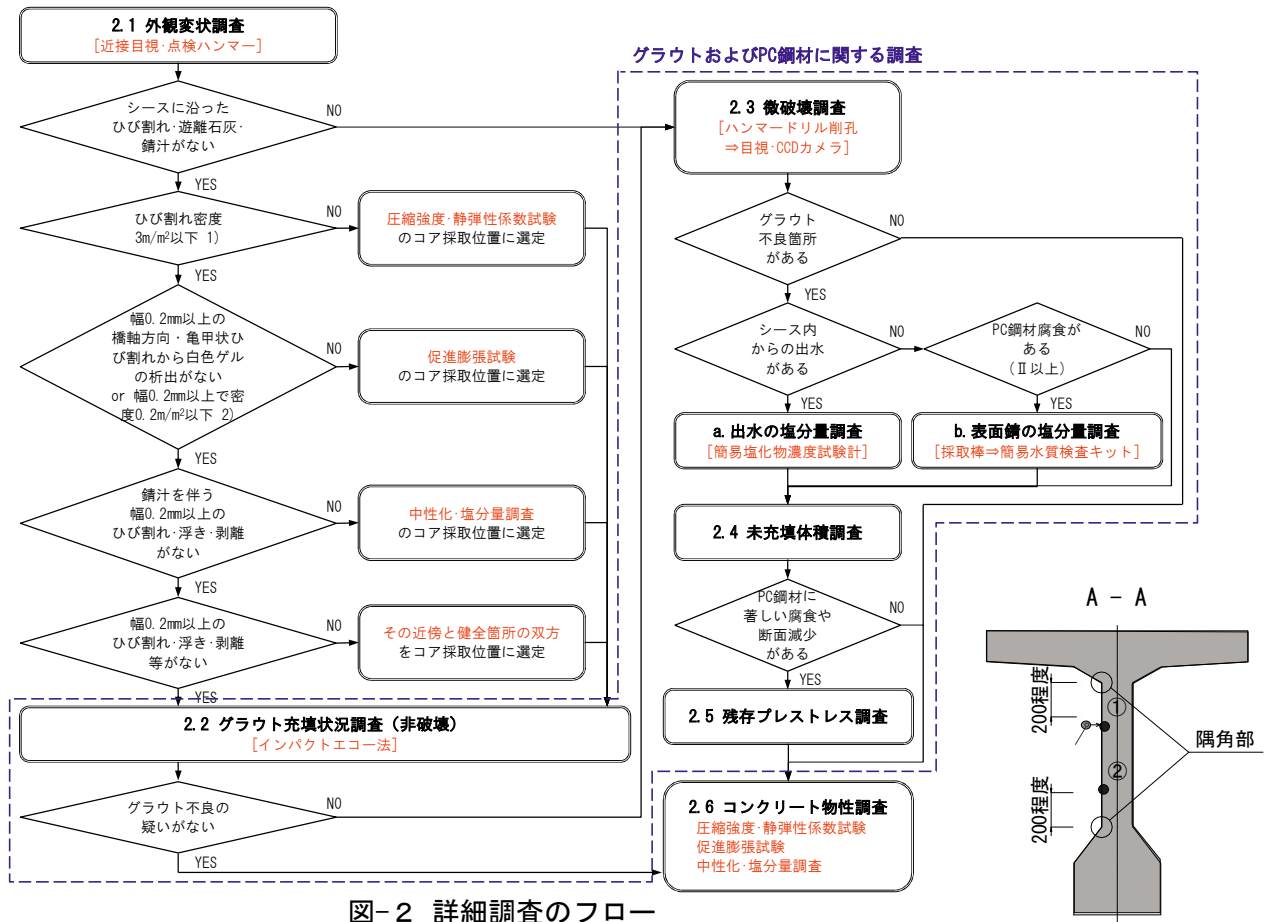 2.1 外観変状調査
[近接目視・点検ハンマー]
シースに沿った
ひび割れ・遊離石灰・
錆汁がない
NO
YES
ひび割れ密度
3m/m²以下 1)
NO
圧縮強度・静弾性係数試験
のコア採取位置に選定
YES
幅0.2mm以上の
橋軸方向・亀甲状ひ
び割れから白色ゲル
の析出がない
or 幅0.2mm以上で密
度0.2m/m²以下 2)
NO
促進膨張試験
のコア採取位置に選定
YES
錆汁を伴う
幅0.2mm以上の
ひび割れ・浮き・剥離
がない
NO
中性化・塩分量調査
のコア採取位置に選定
YES
幅0.2mm以上の
ひび割れ・浮き・剥離
等がない
NO
その近傍と健全箇所の双方
をコア採取位置に選定
YES
2.2 グラウト充填状況調査（非破壊）
[インパクトエコー法]
グラウト不良の
疑いがない
NO
YES
グラウトおよびPC鋼材に関する調査
2.3 微破壊調査
[ハンマードリル削孔
⇒目視・CCDカメラ]
グラウト
不良箇所
がある
NO
YES
シース内
からの出水
がある
NO
PC鋼材腐食が
ある
(Ⅱ以上)
NO
YES
YES
a.出水の塩分量調査
[簡易塩化物濃度試験計]
b.表面錆の塩分量調査
[採取棒⇒簡易水質検査キット]
2.4 未充填体積調査
PC鋼材に
著しい腐食や
断面減少
がある
NO
YES
2.5 残存プレストレス調査
2.6 コンクリート物性調査
圧縮強度・静弾性係数試験
促進膨張試験
中性化・塩分量調査
A - A
200程度
①
②
200程度
隅角部
図-2 詳細調査のフロー